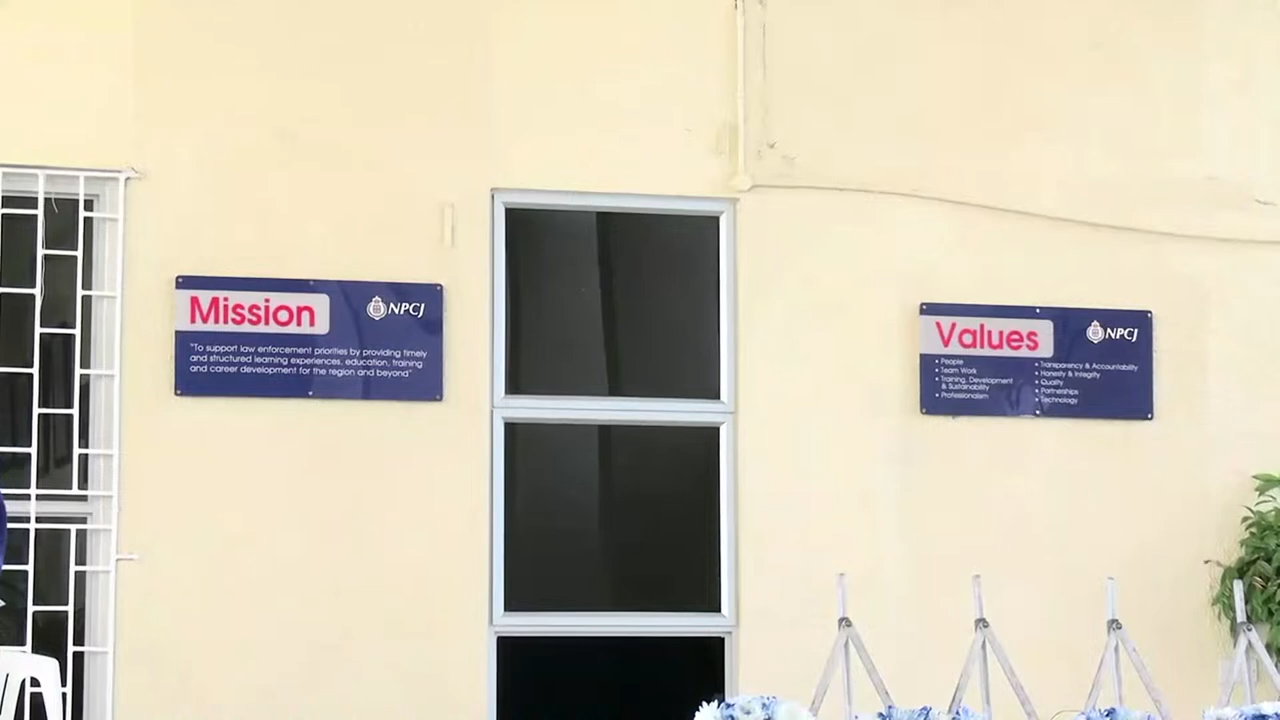 Mission
NPCJ
"To support law enforcement priorities by providing timely
and structured learning experiences, education, training
and career development for the region and beyond"
Values
NPCJ
• People
• Team Work
• Training, Development
& Sustainability
• Professionalism
• Transparency & Accountability
• Honesty & Integrity
• Quality
• Partnerships
• Technology